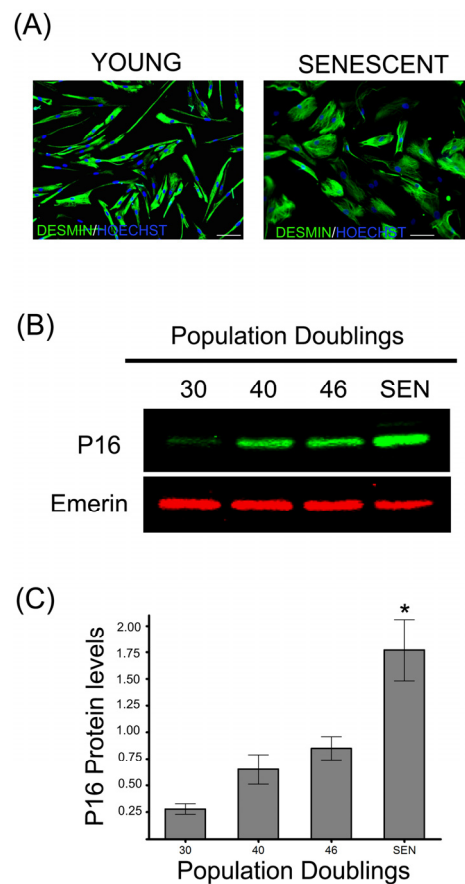 (A)
YOUNG SENESCENT
DESMIN/HOECHST DESMIN/HOECHST
(B)
Population Doublings
30 40 46 SEN
P16
Emerin
(C)
P16 Protein levels
2.00
1.75
1.50
1.25
1.00
0.75
0.50
0.25
*
30 40 46 SEN
Population Doublings